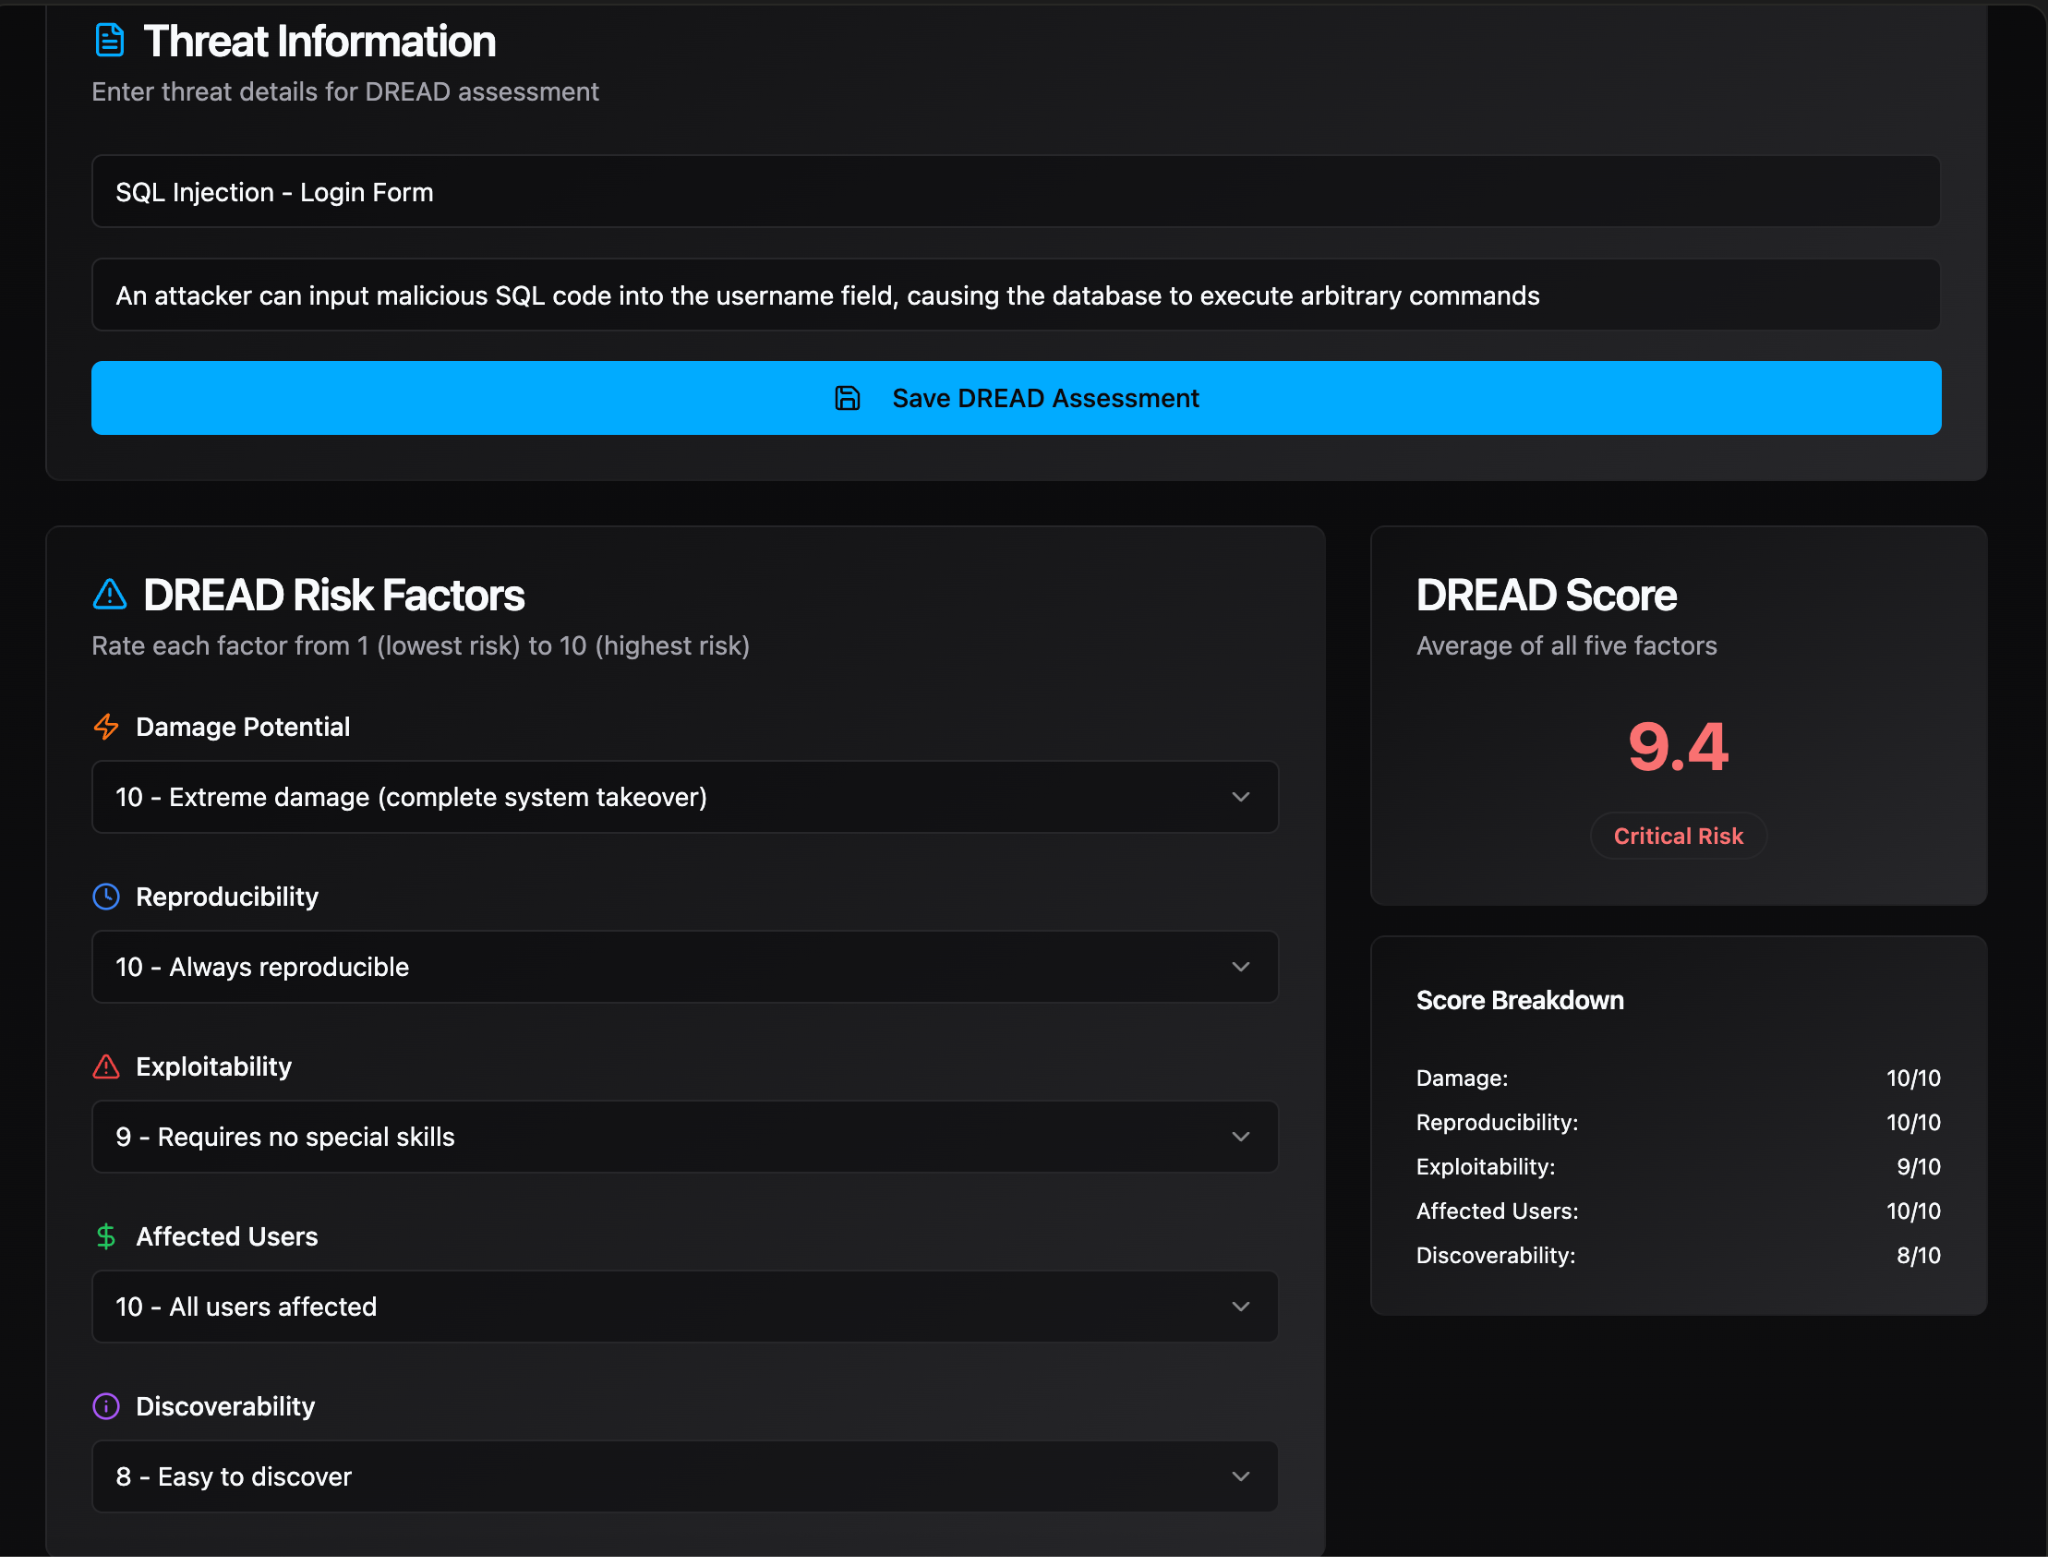 Threat Information
Enter threat details for DREAD assessment
SQL Injection - Login Form
An attacker can input malicious SQL code into the username field, causing the database to execute arbitrary commands
Save DREAD Assessment
DREAD Risk Factors
Rate each factor from 1 (lowest risk) to 10 (highest risk)
Damage Potential
10 - Extreme damage (complete system takeover)
Reproducibility
10 - Always reproducible
Exploitability
9 - Requires no special skills
Affected Users
10 - All users affected
Discoverability
8 - Easy to discover
DREAD Score
Average of all five factors
9.4
Critical Risk
Score Breakdown
Damage: 10/10
Reproducibility: 10/10
Exploitability: 9/10
Affected Users: 10/10
Discoverability: 8/10